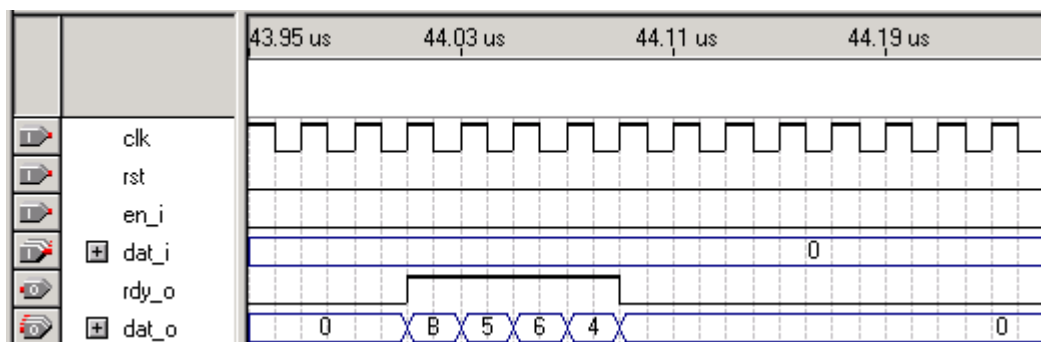 43.95 us 44.03 us 44.11 us 44.19 us
clk
rst
en_i
dat_i 0
rdy_o
dat_o 0 B 5 6 4 0